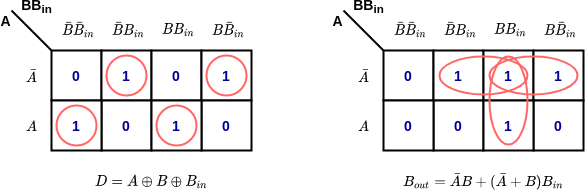 BB_in BB_in
A A
B̄B̄_in B̄B_in BB_in BB̄_in B̄B̄_in B̄B_in BB_in BB̄_in
Ā 0 1 0 1 Ā 0 1 1 1
A 1 0 1 0 A 0 0 1 0
D = A ⊕ B ⊕ B_in B_out = ĀB + (Ā + B)B_in